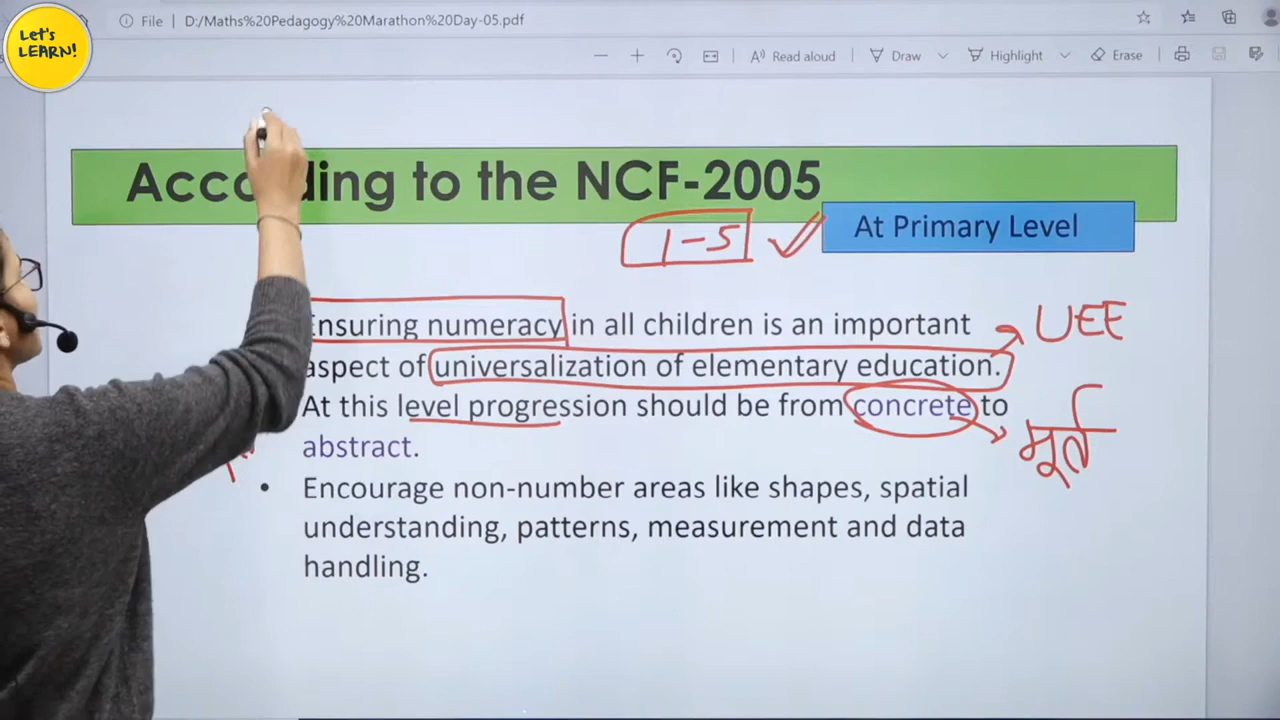 Let's
LEARN!
File | D:/Maths%20Pedagogy%20Marathon%20Day-05.pdf
Read aloud
Draw
Highlight
Erase
According to the NCF-2005
1-5
At Primary Level
Ensuring numeracy in all children is an important
UEE
aspect of universalization of elementary education.
At this level progression should be from concrete to
मूर्त
abstract.
• Encourage non-number areas like shapes, spatial
understanding, patterns, measurement and data
handling.